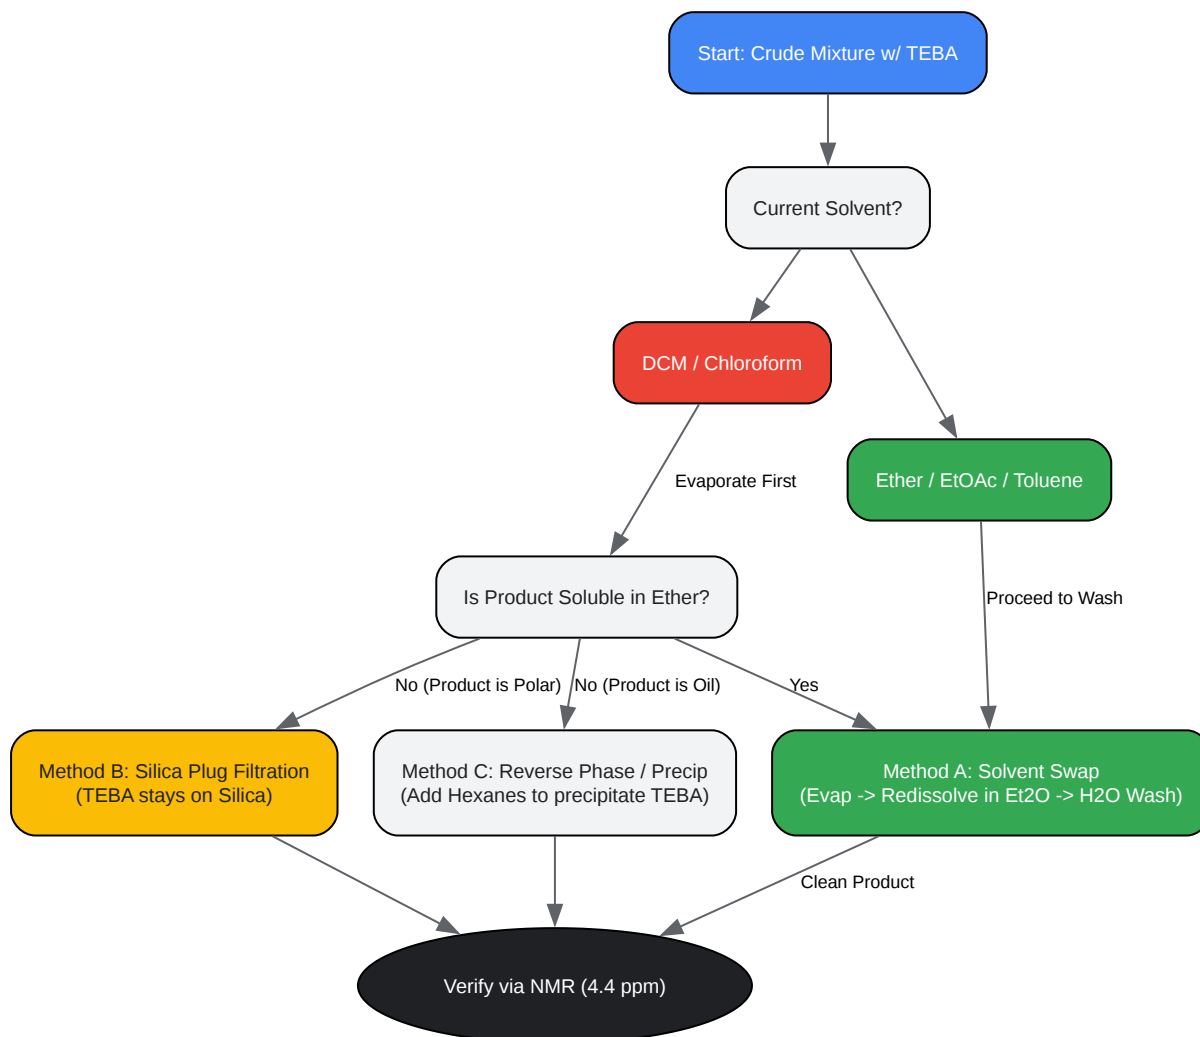 Start: Crude Mixture w/ TEBA
Current Solvent?
DCM / Chloroform
Ether / EtOAc / Toluene
Evaporate First
Is Product Soluble in Ether?
Proceed to Wash
No (Product is Polar)
No (Product is Oil)
Yes
Method B: Silica Plug Filtration
(TEBA stays on Silica)
Method C: Reverse Phase / Precip
(Add Hexanes to precipitate TEBA)
Method A: Solvent Swap
(Evap -> Redissolve in Et2O -> H2O Wash)
Clean Product
Verify via NMR (4.4 ppm)